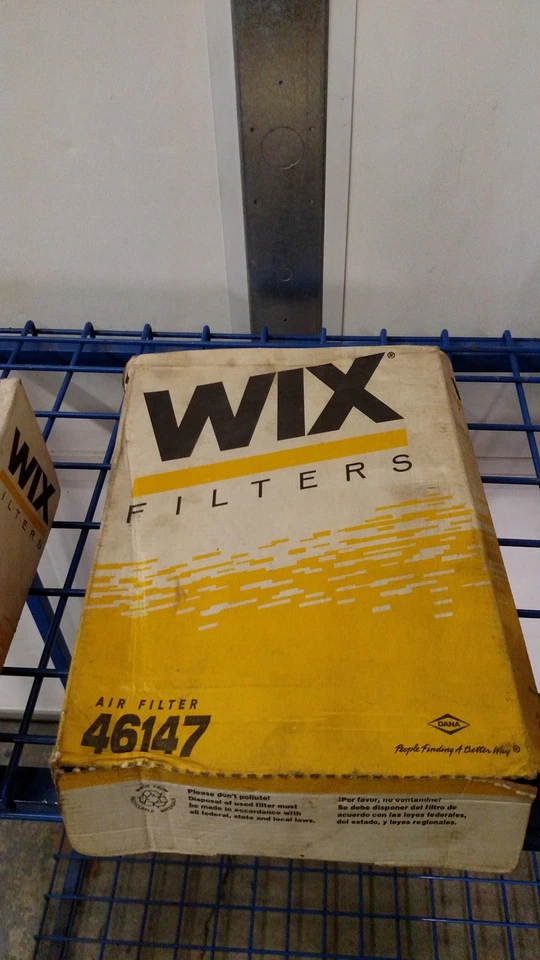 WIX®
FILTERS
WIX
ILTERS
AIR FILTER
46147
DANA
People Finding A Better Way®
Please don't pollute!
Disposal of used filter must
be made in accordance with
all federal, state and local laws.
¡Por favor, no contamine!
Se debe disponer del filtro de
acuerdo con las leyes federales,
del estado, y leyes regionales.